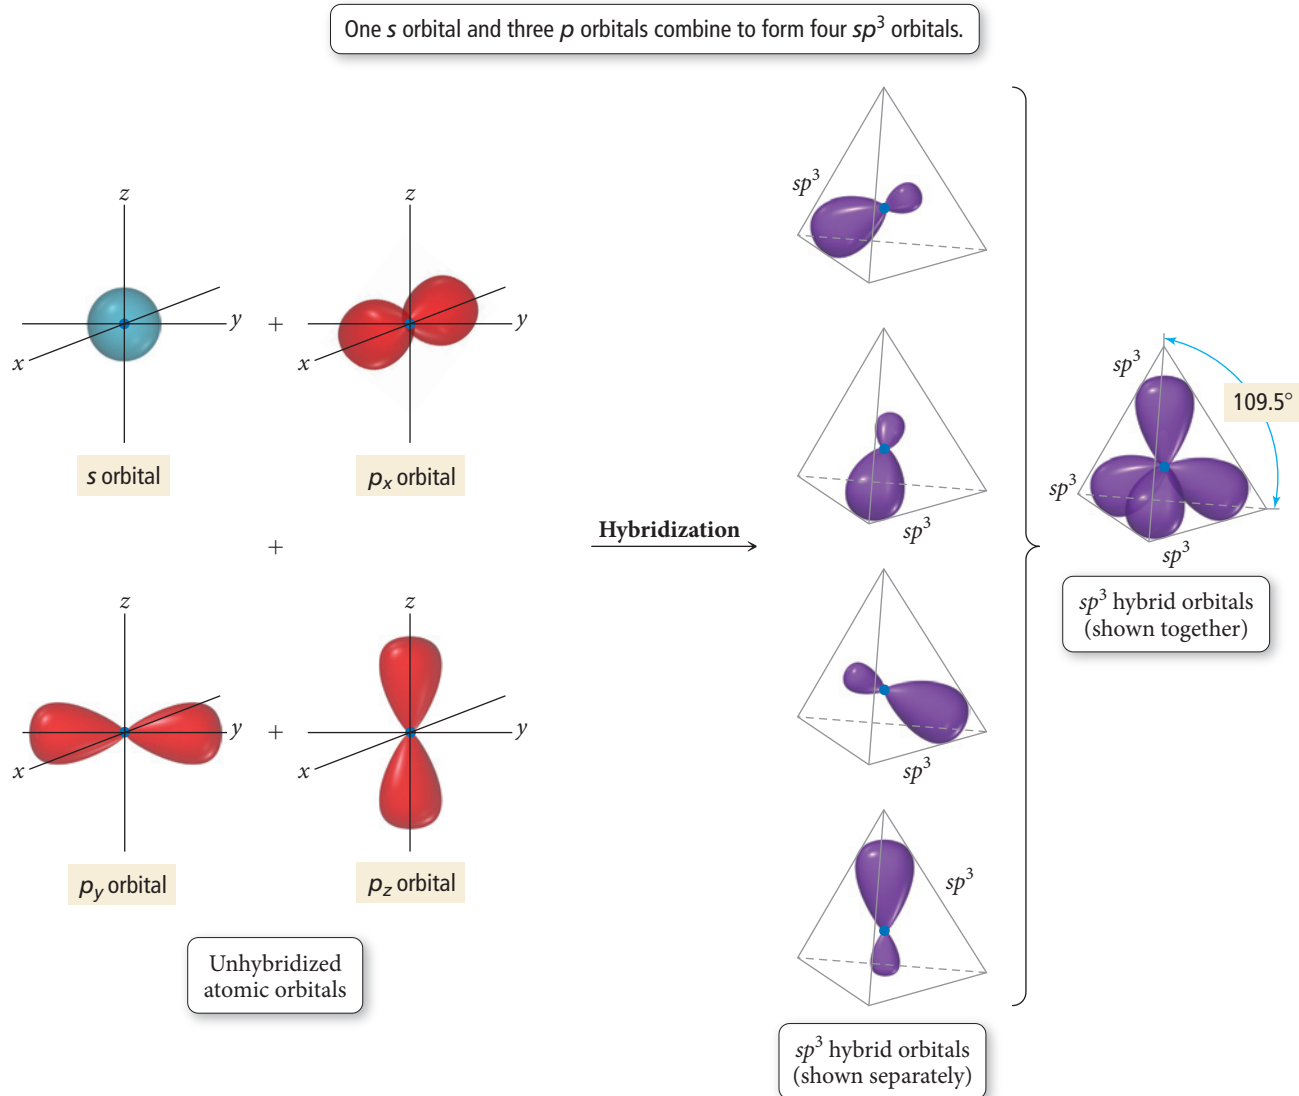 One s orbital and three p orbitals combine to form four sp³ orbitals.
z
y
x
s orbital
+
z
y
x
pₓ orbital
+
z
y
x
p_y orbital
+
z
y
x
p_z orbital
Unhybridized
atomic orbitals
Hybridization
sp³
sp³
sp³
sp³
sp³ hybrid orbitals
(shown separately)
sp³
109.5°
sp³
sp³
sp³ hybrid orbitals
(shown together)